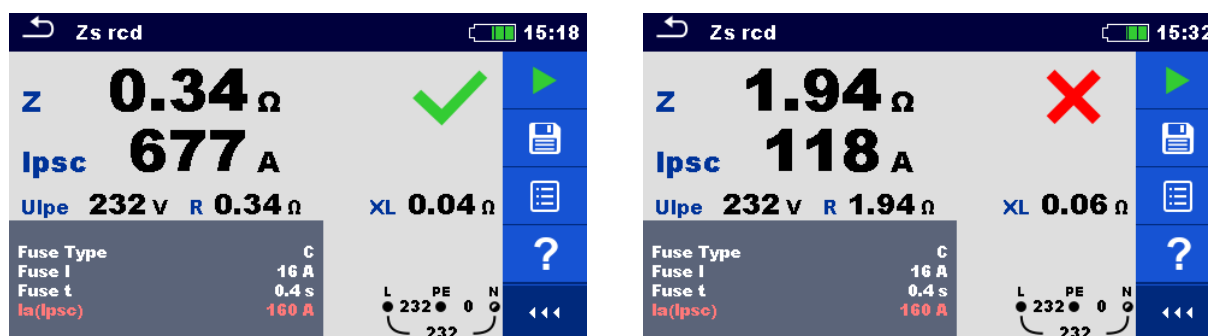 Zs rcd 15:18
Z 0.34 Ω
Ipsc 677 A
Ulpe 232 V R 0.34 Ω XL 0.04 Ω
Fuse Type C
Fuse I 16 A
Fuse t 0.4 s
Ia(Ipsc) 160 A
L PE N
232 0
232
?
Zs rcd 15:32
Z 1.94 Ω
Ipsc 118 A
Ulpe 232 V R 1.94 Ω XL 0.06 Ω
Fuse Type C
Fuse I 16 A
Fuse t 0.4 s
Ia(Ipsc) 160 A
L PE N
232 0
232
?